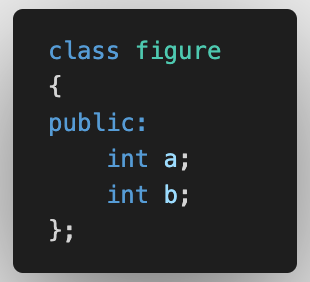 class figure
{
public:
    int a;
    int b;
};